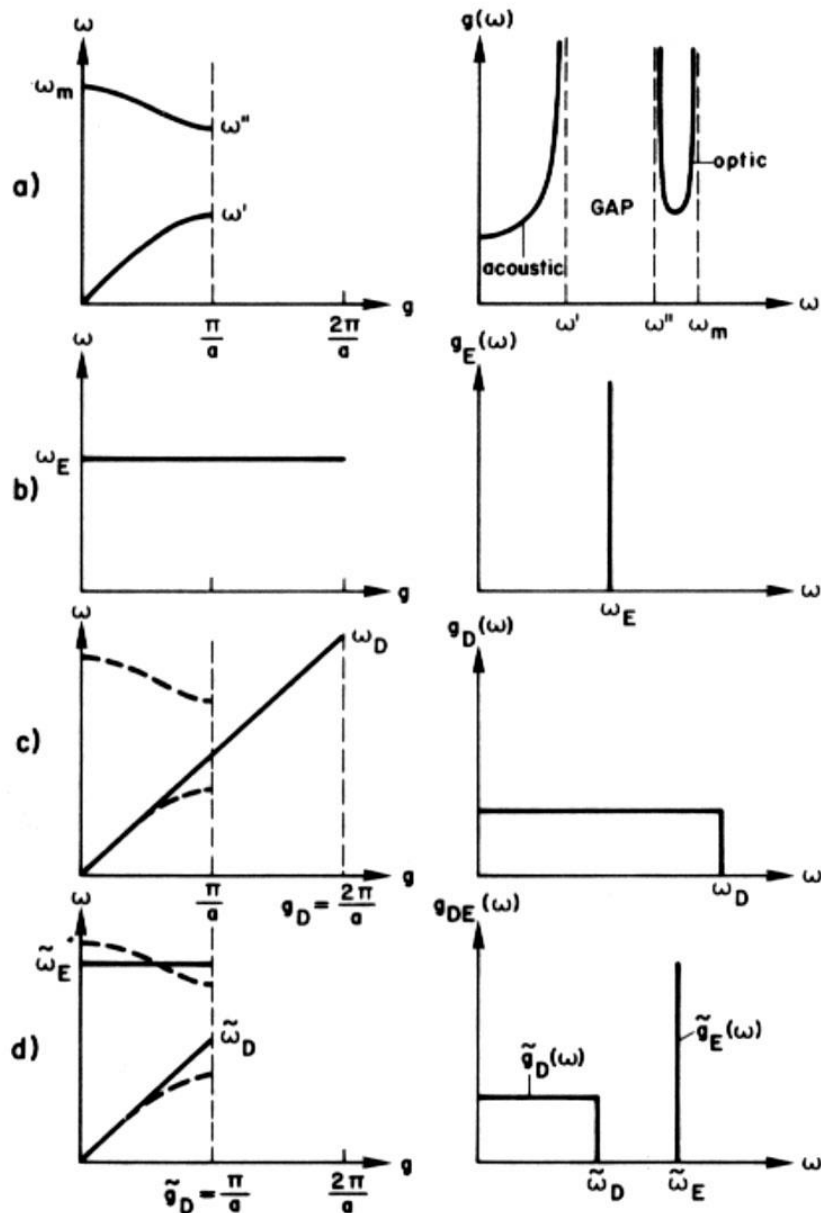 a)
ω
ω_m
ω"
ω'
π/a
2π/a
g
g(ω)
optic
GAP
acoustic
ω'
ω"
ω_m
ω
b)
ω
ω_E
π/a
2π/a
g
g_E(ω)
ω_E
ω
c)
ω
ω_D
π/a
g_D = 2π/a
g
g_D(ω)
ω_D
ω
d)
ω
ω̃_E
ω̃_D
g̃_D = π/a
2π/a
g
g_DE(ω)
g̃_D(ω)
g̃_E(ω)
ω̃_D
ω̃_E
ω